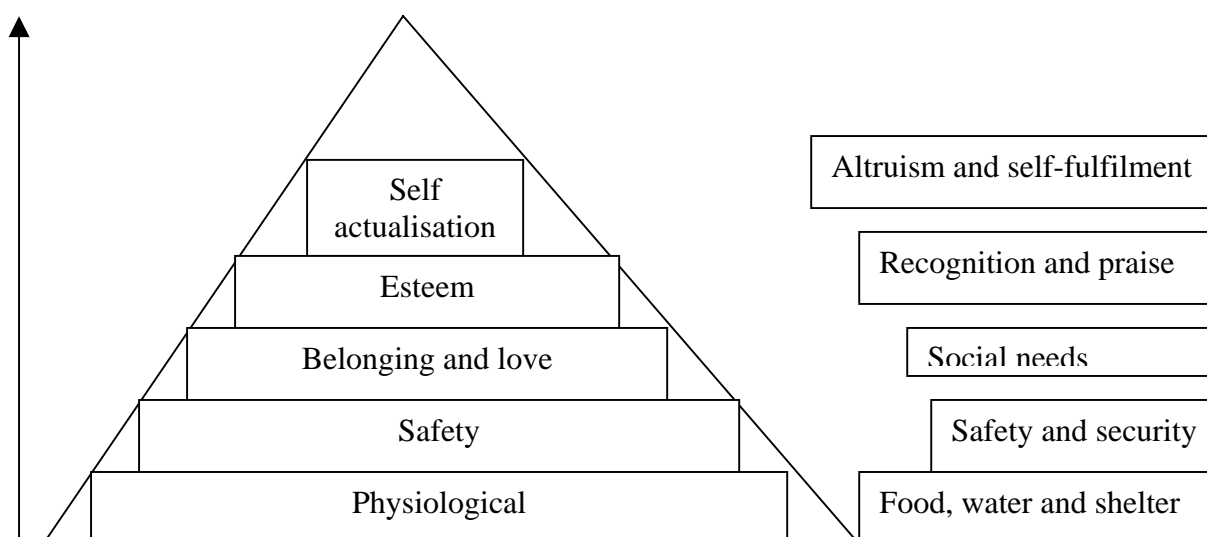 Self
actualisation
Altruism and self-fulfilment
Esteem
Recognition and praise
Belonging and love
Social needs
Safety
Safety and security
Physiological
Food, water and shelter